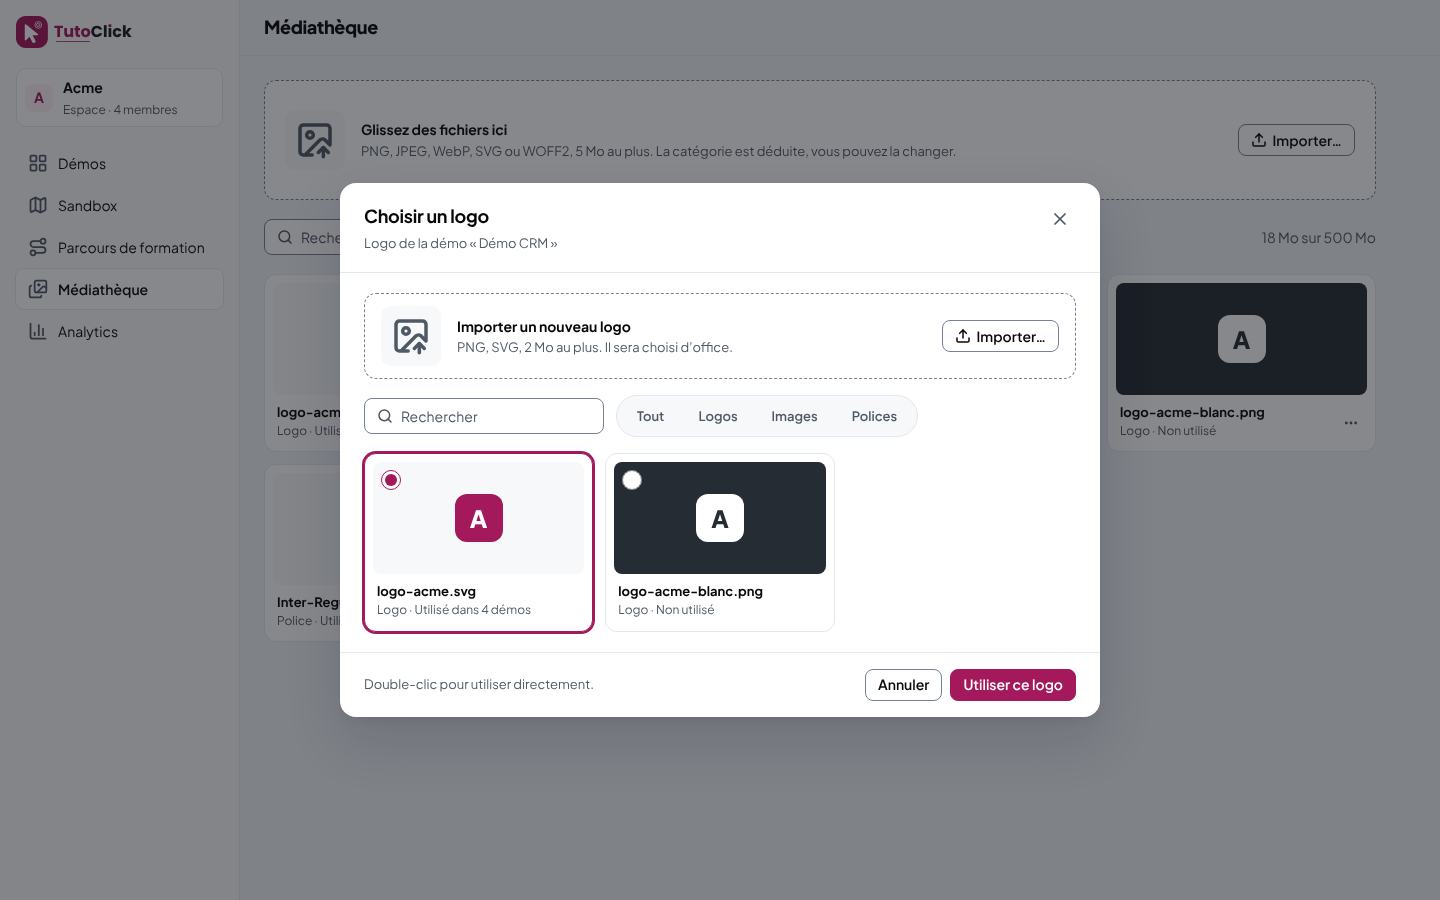 TutoClick
Médiathèque
A
Acme
Espace · 4 membres
Démos
Sandbox
Parcours de formation
Médiathèque
Analytics
Glissez des fichiers ici
PNG, JPEG, WebP, SVG ou WOFF2, 5 Mo au plus. La catégorie est déduite, vous pouvez la changer.
Importer...
18 Mo sur 500 Mo
A
logo-acme-blanc.png
Logo · Non utilisé
Choisir un logo
Logo de la démo « Démo CRM »
Importer un nouveau logo
PNG, SVG, 2 Mo au plus. Il sera choisi d'office.
Importer...
Rechercher
Tout
Logos
Images
Polices
A
logo-acme.svg
Logo · Utilisé dans 4 démos
A
logo-acme-blanc.png
Logo · Non utilisé
Double-clic pour utiliser directement.
Annuler
Utiliser ce logo